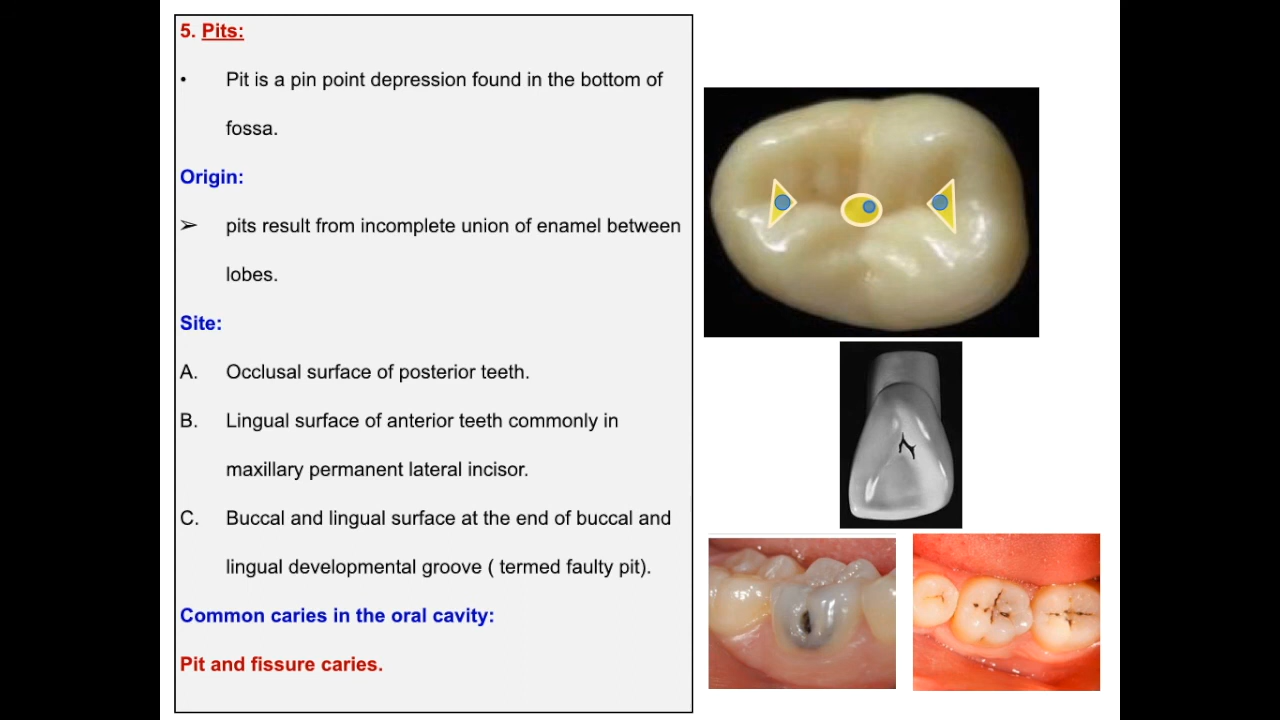 5. Pits:
• Pit is a pin point depression found in the bottom of
fossa.
Origin:
➢ pits result from incomplete union of enamel between
lobes.
Site:
A. Occlusal surface of posterior teeth.
B. Lingual surface of anterior teeth commonly in
maxillary permanent lateral incisor.
C. Buccal and lingual surface at the end of buccal and
lingual developmental groove ( termed faulty pit).
Common caries in the oral cavity:
Pit and fissure caries.